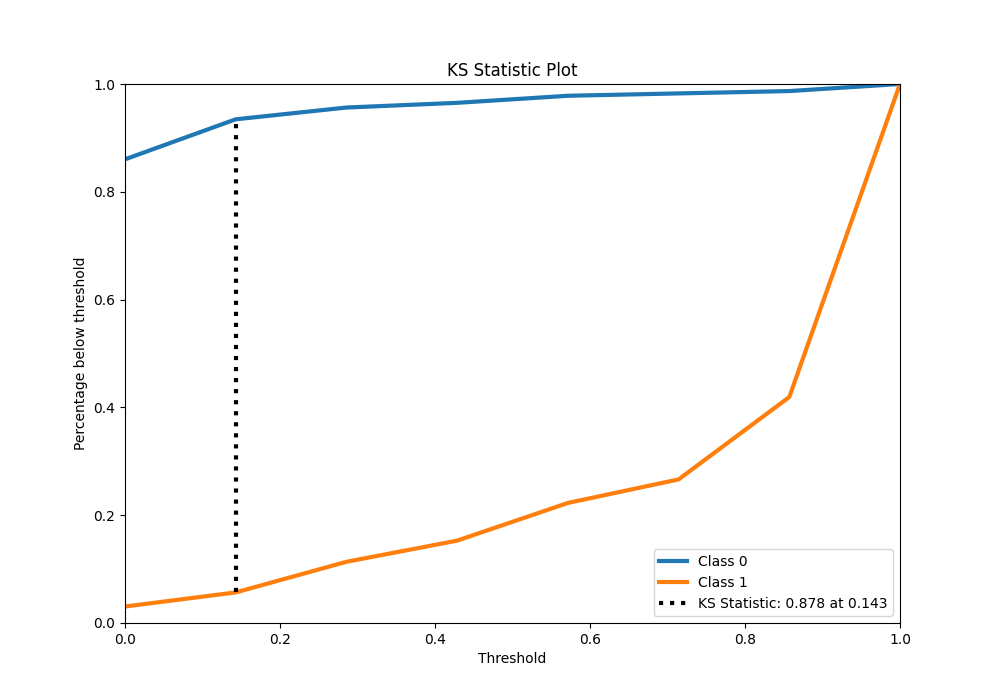 KS Statistic Plot
1.0
0.8
0.6
0.4
0.2
0.0
Percentage below threshold
0.0 0.2 0.4 0.6 0.8 1.0
Threshold
Class 0
Class 1
KS Statistic: 0.878 at 0.143